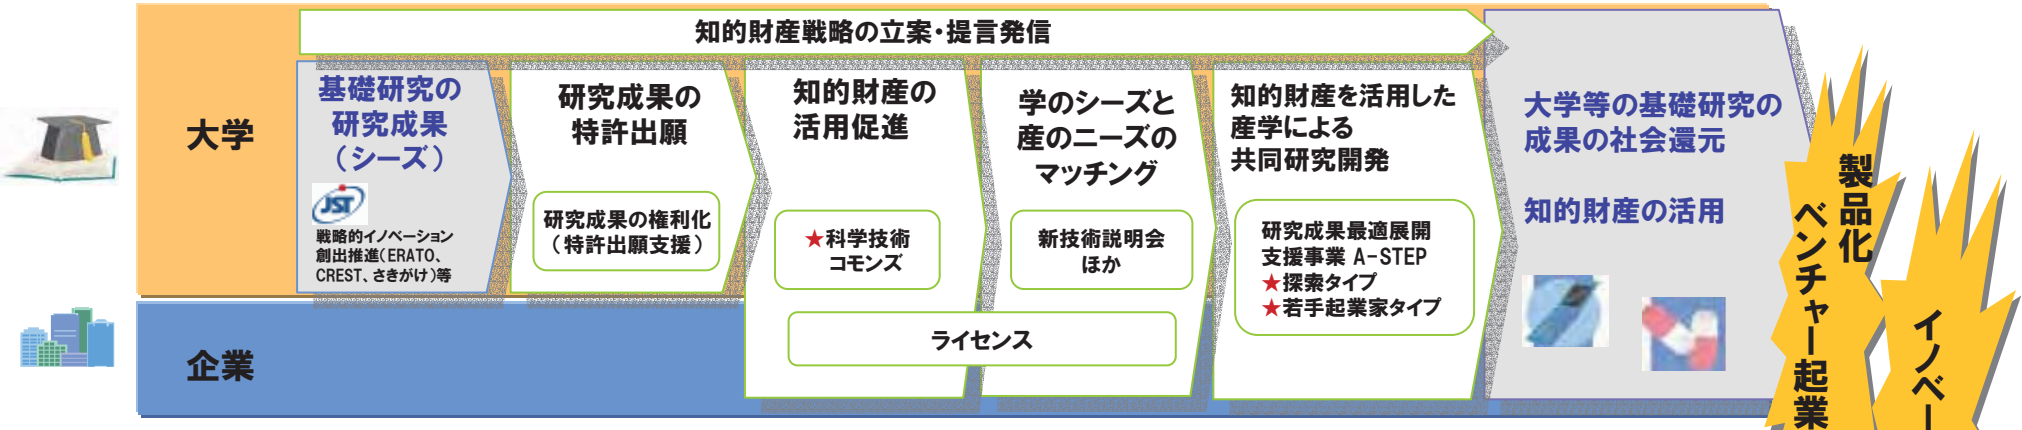 知的財産戦略の立案・提言発信
大学
基礎研究の
研究成果
（シーズ）
JST
戦略的イノベーション
創出推進(ERATO、
CREST、さきがけ)等
研究成果の
特許出願
研究成果の権利化
（特許出願支援）
知的財産の
活用促進
★科学技術
コモンズ
学のシーズと
産のニーズの
マッチング
新技術説明会
ほか
ライセンス
知的財産を活用した
産学による
共同研究開発
研究成果最適展開
支援事業 A-STEP
★探索タイプ
★若手起業家タイプ
大学等の基礎研究の
成果の社会還元
知的財産の活用
製品化
ベンチャー起業
イノベー
企業